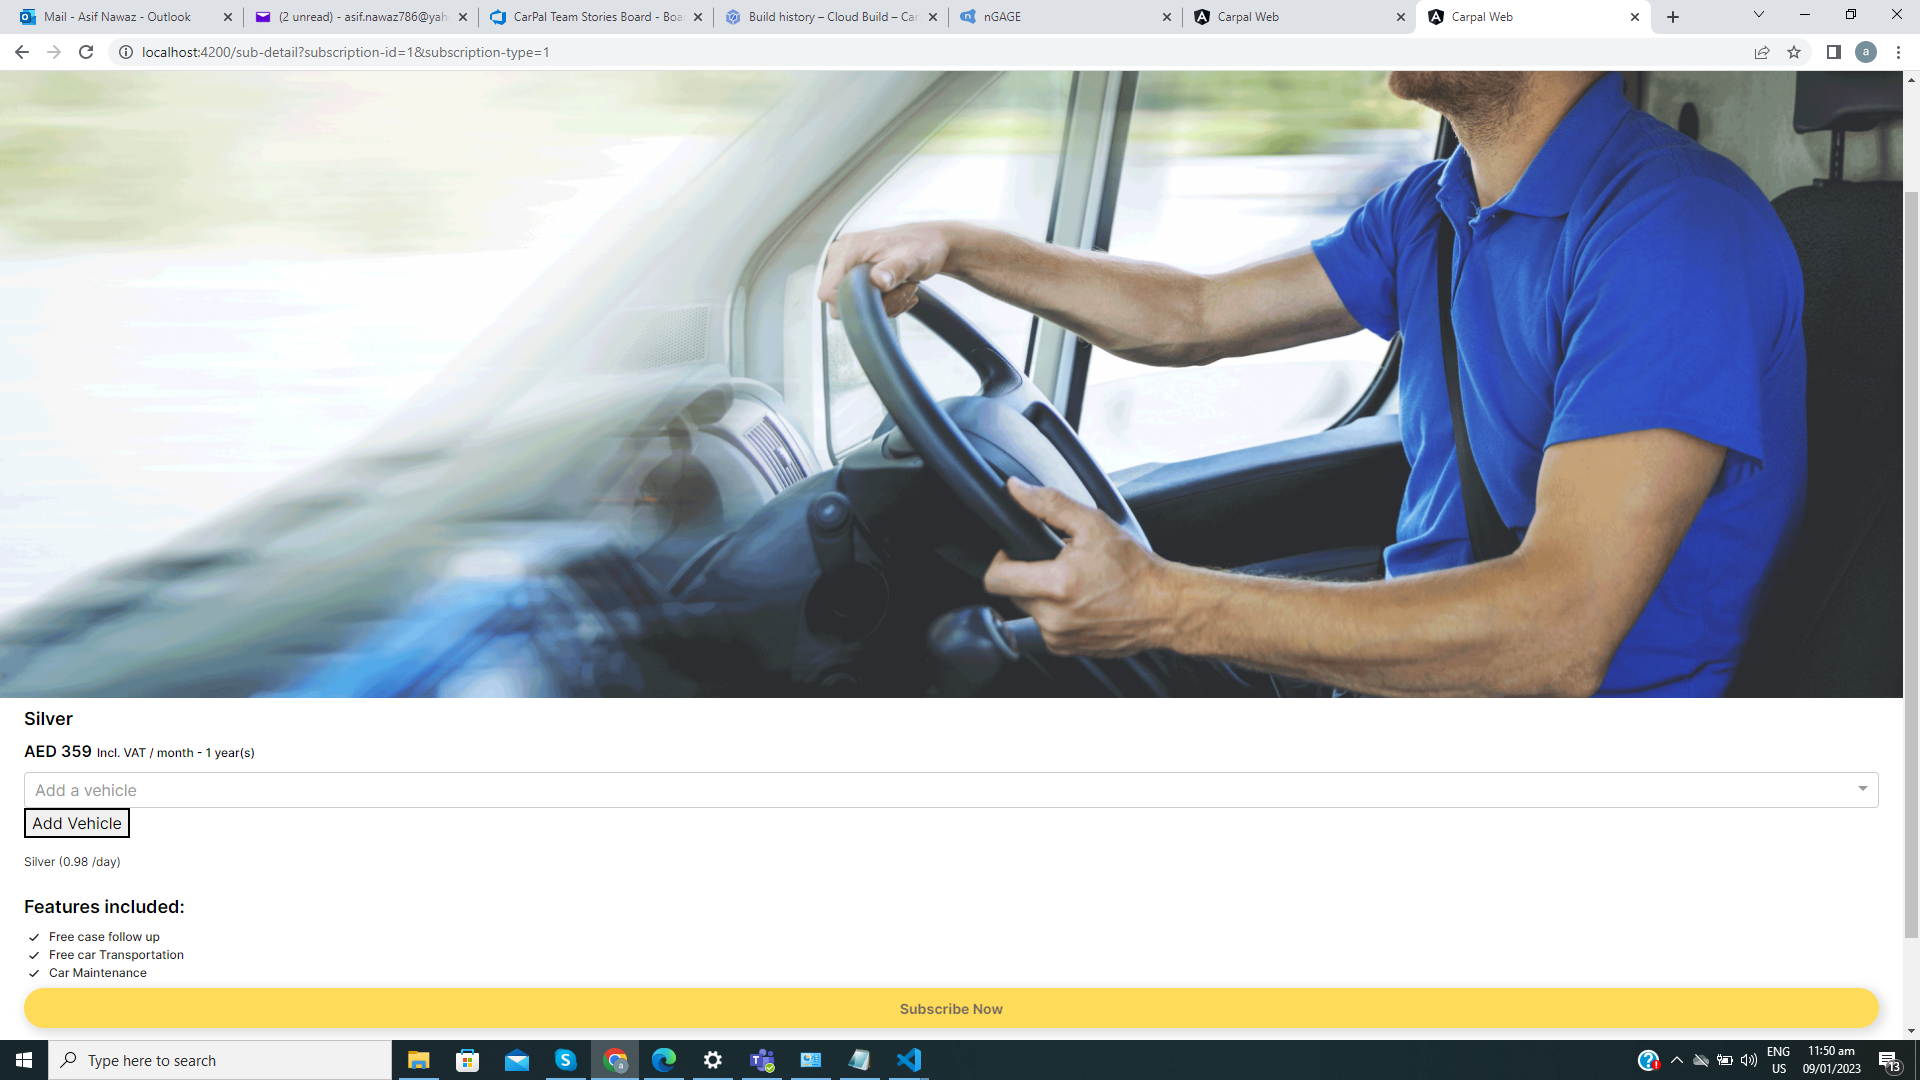 Mail - Asif Nawaz - Outlook
(2 unread) - asif.nawaz786@yah
CarPal Team Stories Board - Boa
Build history – Cloud Build – Car
nGAGE
Carpal Web
Carpal Web
localhost:4200/sub-detail?subscription-id=1&subscription-type=1
a
Silver
AED 359 Incl. VAT / month - 1 year(s)
Add a vehicle
Add Vehicle
Silver (0.98 /day)
Features included:
Free case follow up
Free car Transportation
Car Maintenance
Subscribe Now
Type here to search
ENG
US
11:50 am
09/01/2023
13